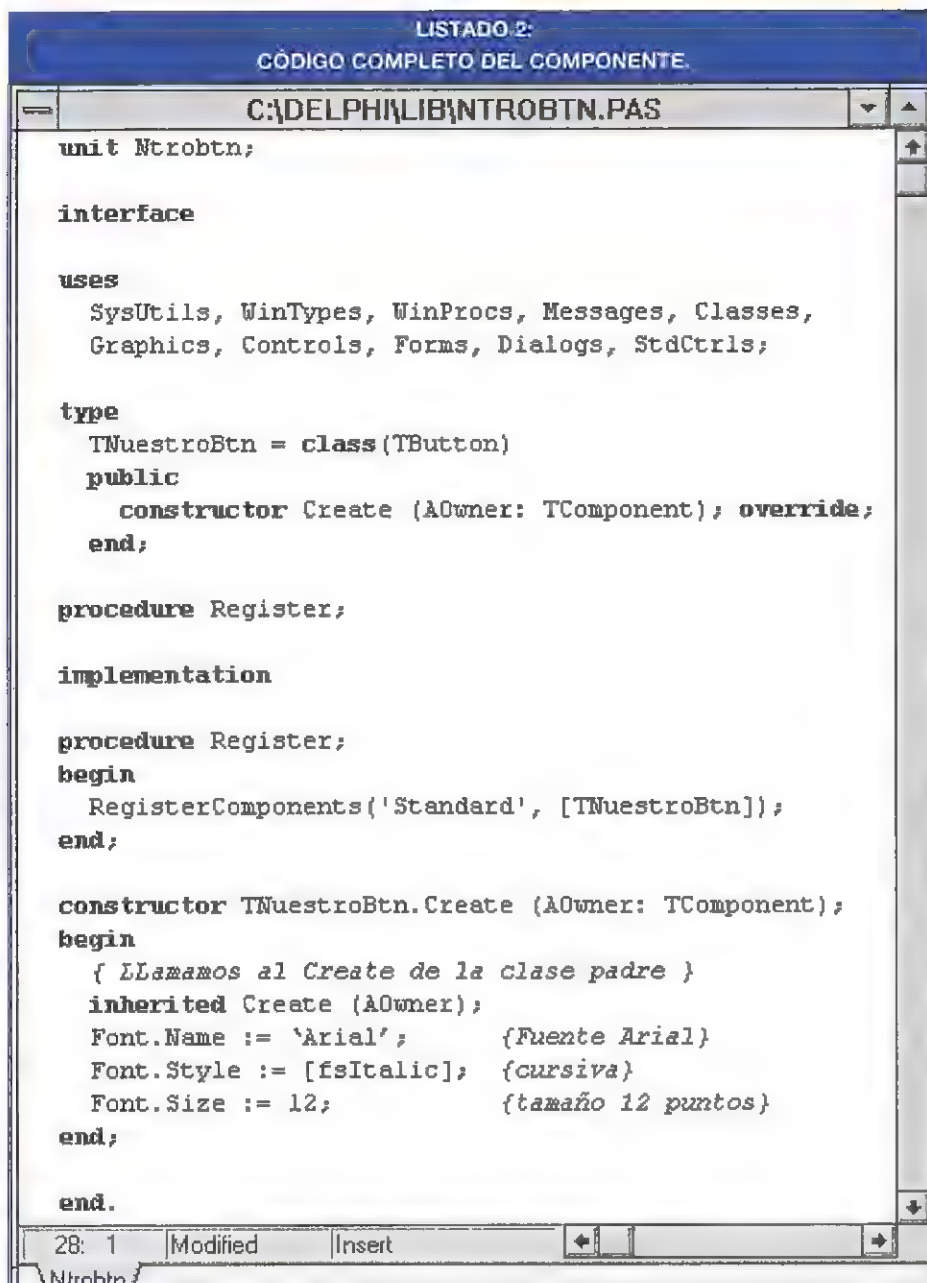 LISTADO 2:
CÓDIGO COMPLETO DEL COMPONENTE.
C:\DELPHI\LIB\NTROBTN.PAS
unit Ntrobtn;
interface
uses
SysUtils, WinTypes, WinProcs, Messages, Classes,
Graphics, Controls, Forms, Dialogs, StdCtrls;
type
TNuestroBtn = class(TButton)
public
constructor Create (AOwner: TComponent); override;
end;
procedure Register;
implementation
procedure Register;
begin
RegisterComponents('Standard', [TNuestroBtn]);
end;
constructor TNuestroBtn.Create (AOwner: TComponent);
begin
{ LLamamos al Create de la clase padre }
inherited Create (AOwner);
Font.Name := ‘Arial’; {Fuente Arial}
Font.Style := [fsItalic]; {cursiva}
Font.Size := 12; {tamaño 12 puntos}
end;
end.
28: 1 Modified Insert
Ntrobtn